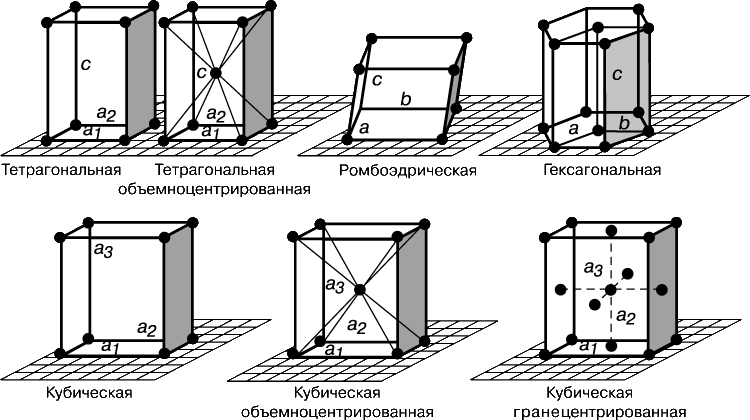 c
a₂
a₁
Тетрагональная
c
a₂
a₁
Тетрагональная
объемноцентрированная
c
b
a
Ромбоэдрическая
c
a
b
Гексагональная
a₃
a₂
a₁
Кубическая
a₃
a₂
a₁
Кубическая
объемноцентрированная
a₃
a₂
a₁
Кубическая
гранецентрированная